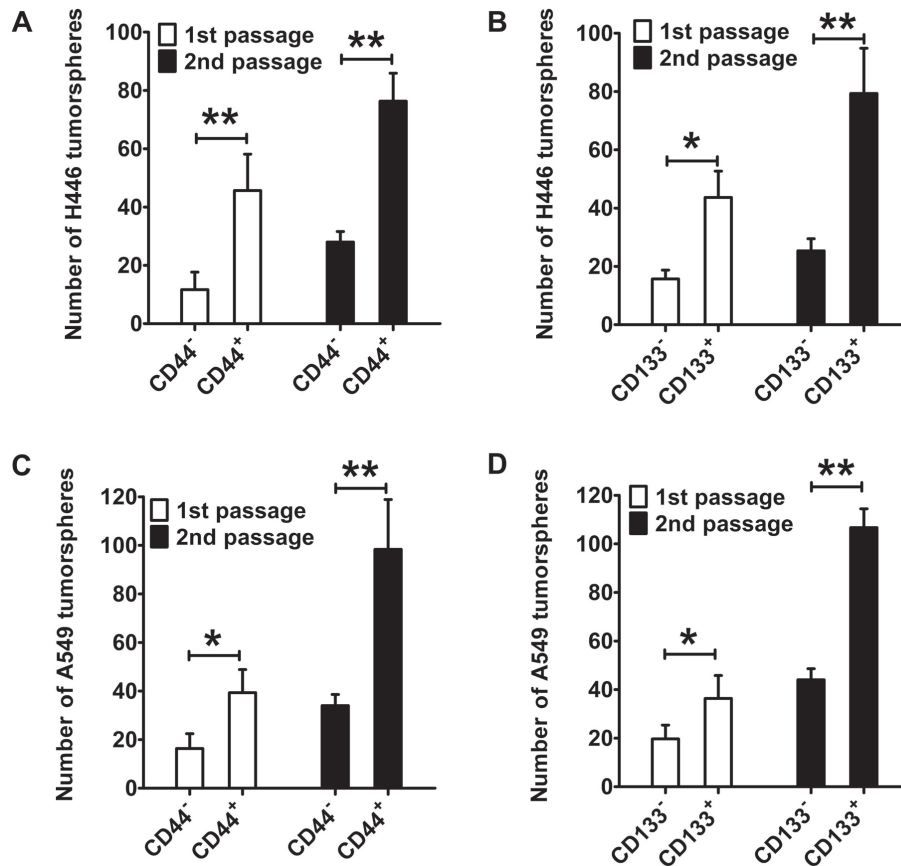 A
Number of H446 tumorspheres
120
100
80
60
40
20
0
1st passage
2nd passage
**
**
CD44-
CD44+
CD44-
CD44+
B
Number of H446 tumorspheres
100
80
60
40
20
0
1st passage
2nd passage
*
**
CD133-
CD133+
CD133-
CD133+
C
Number of A549 tumorspheres
120
100
80
60
40
20
0
1st passage
2nd passage
*
**
CD44-
CD44+
CD44-
CD44+
D
Number of A549 tumorspheres
120
100
80
60
40
20
0
1st passage
2nd passage
*
**
CD133-
CD133+
CD133-
CD133+